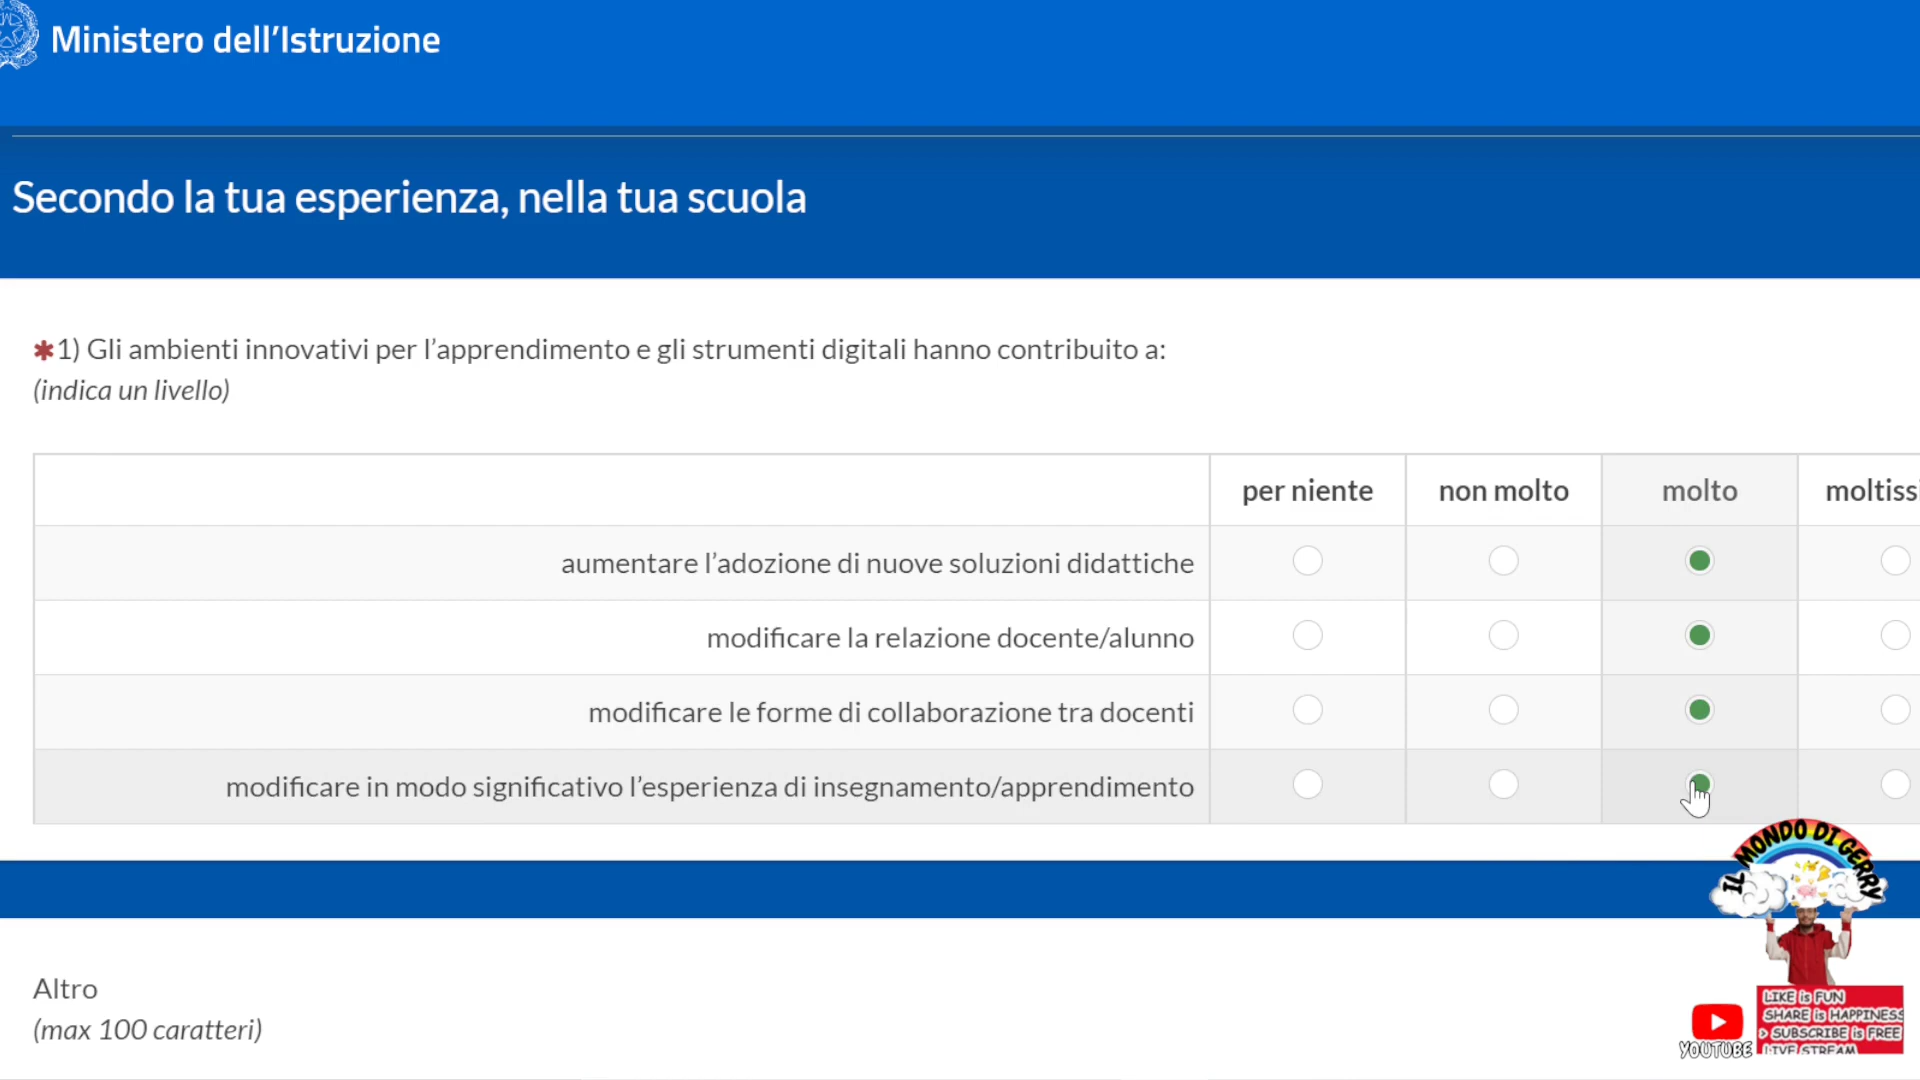 Ministero dell’Istruzione
Secondo la tua esperienza, nella tua scuola
✱1) Gli ambienti innovativi per l’apprendimento e gli strumenti digitali hanno contribuito a:
(indica un livello)
per niente non molto molto moltissi
aumentare l’adozione di nuove soluzioni didattiche
modificare la relazione docente/alunno
modificare le forme di collaborazione tra docenti
modificare in modo significativo l’esperienza di insegnamento/apprendimento
IL MONDO DI GERRY
Altro
(max 100 caratteri)
YOUTUBE
LIKE is FUN
SHARE is HAPPINESS
> SUBSCRIBE is FREE
LIVE STREAM